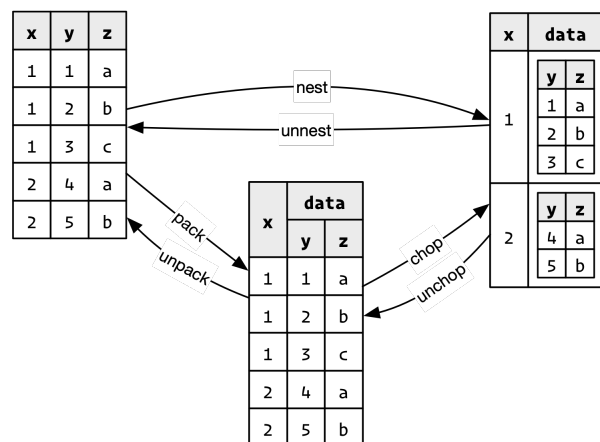 x y z
1 1 a
1 2 b
1 3 c
2 4 a
2 5 b
nest
unnest
pack
unpack
x data
y z
1 1 a
1 2 b
1 3 c
2 4 a
2 5 b
chop
unchop
x data
1
y z
1 a
2 b
3 c
2
y z
4 a
5 b